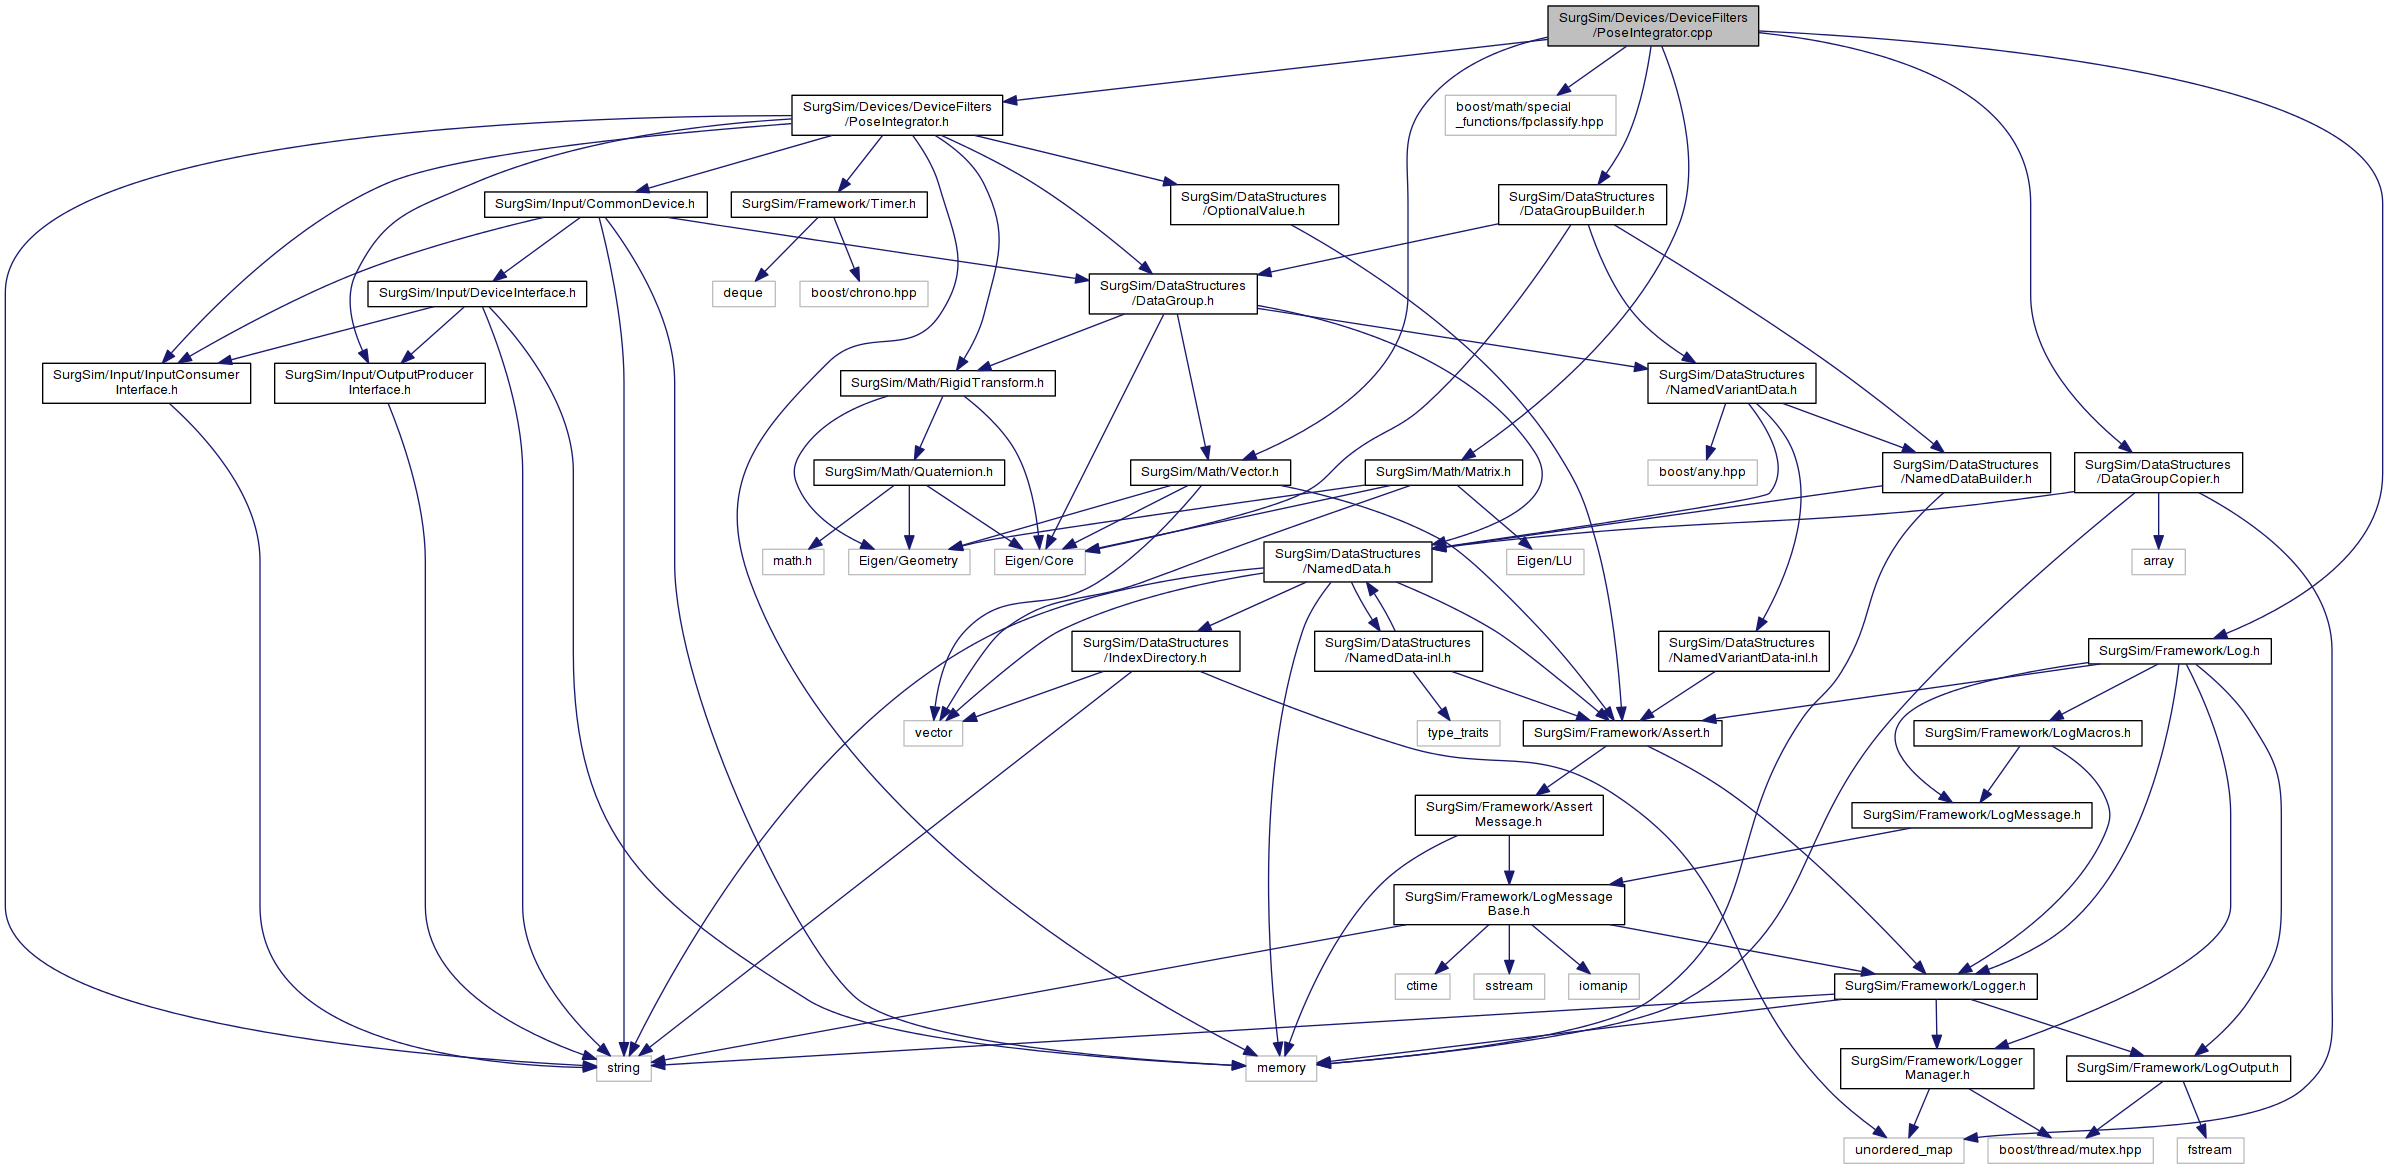 SurgSim/Devices/DeviceFilters
/PoseIntegrator.cpp
SurgSim/Devices/DeviceFilters
/PoseIntegrator.h
boost/math/special
_functions/fpclassify.hpp
SurgSim/Input/CommonDevice.h
SurgSim/Framework/Timer.h
SurgSim/DataStructures
/OptionalValue.h
SurgSim/DataStructures
/DataGroupBuilder.h
SurgSim/Input/DeviceInterface.h
deque
boost/chrono.hpp
SurgSim/DataStructures
/DataGroup.h
SurgSim/Input/InputConsumer
Interface.h
SurgSim/Input/OutputProducer
Interface.h
SurgSim/Math/RigidTransform.h
SurgSim/DataStructures
/NamedVariantData.h
SurgSim/Math/Quaternion.h
SurgSim/Math/Vector.h
SurgSim/Math/Matrix.h
boost/any.hpp
SurgSim/DataStructures
/NamedDataBuilder.h
SurgSim/DataStructures
/DataGroupCopier.h
math.h
Eigen/Geometry
Eigen/Core
SurgSim/DataStructures
/NamedData.h
Eigen/LU
array
SurgSim/DataStructures
/IndexDirectory.h
SurgSim/DataStructures
/NamedData-inl.h
SurgSim/DataStructures
/NamedVariantData-inl.h
SurgSim/Framework/Log.h
vector
type_traits
SurgSim/Framework/Assert.h
SurgSim/Framework/LogMacros.h
SurgSim/Framework/Assert
Message.h
SurgSim/Framework/LogMessage.h
SurgSim/Framework/LogMessage
Base.h
ctime
sstream
iomanip
SurgSim/Framework/Logger.h
string
memory
SurgSim/Framework/Logger
Manager.h
SurgSim/Framework/LogOutput.h
unordered_map
boost/thread/mutex.hpp
fstream